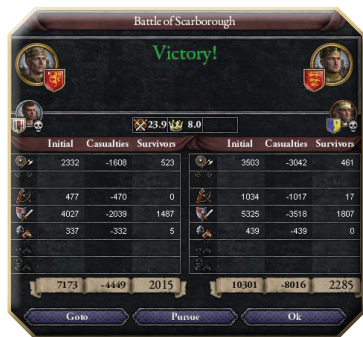 Battle of Scarborough
Victory!
23.9 8.0
Initial Casualties Survivors Initial Casualties Survivors
2332 -1608 523 3503 -3042 461
477 -470 0 1034 -1017 17
4027 -2039 1487 5325 -3518 1807
337 -332 5 439 -439 0
7173 -4449 2015 10301 -8016 2285
Goto Pursue Ok